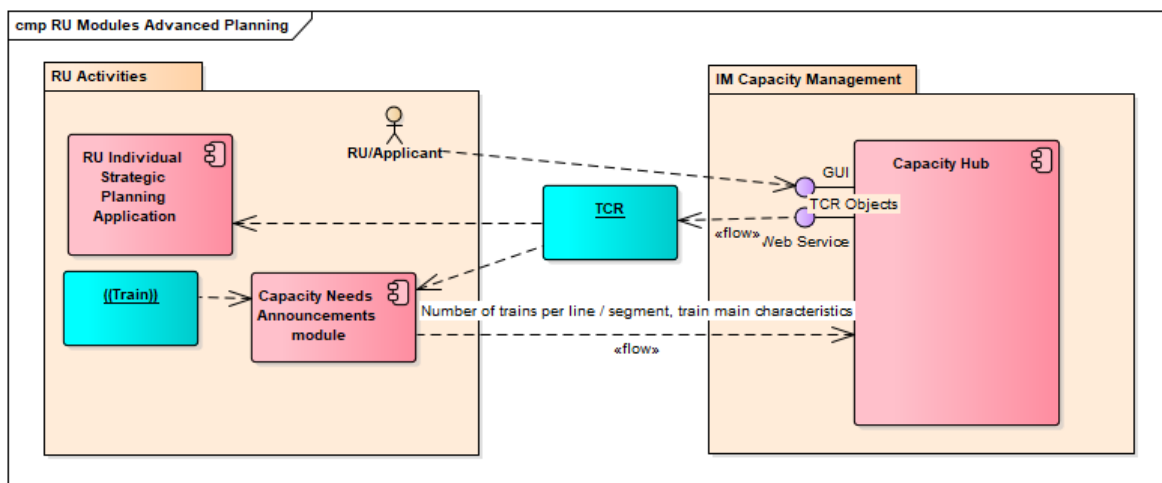 cmp RU Modules Advanced Planning
RU Activities
IM Capacity Management
RU Individual
Strategic
Planning
Application
RU/Applicant
Capacity Hub
GUI
TCR Objects
TCR
«flow»
Web Service
((Train))
Capacity Needs
Announcements
module
Number of trains per line / segment, train main characteristics
«flow»